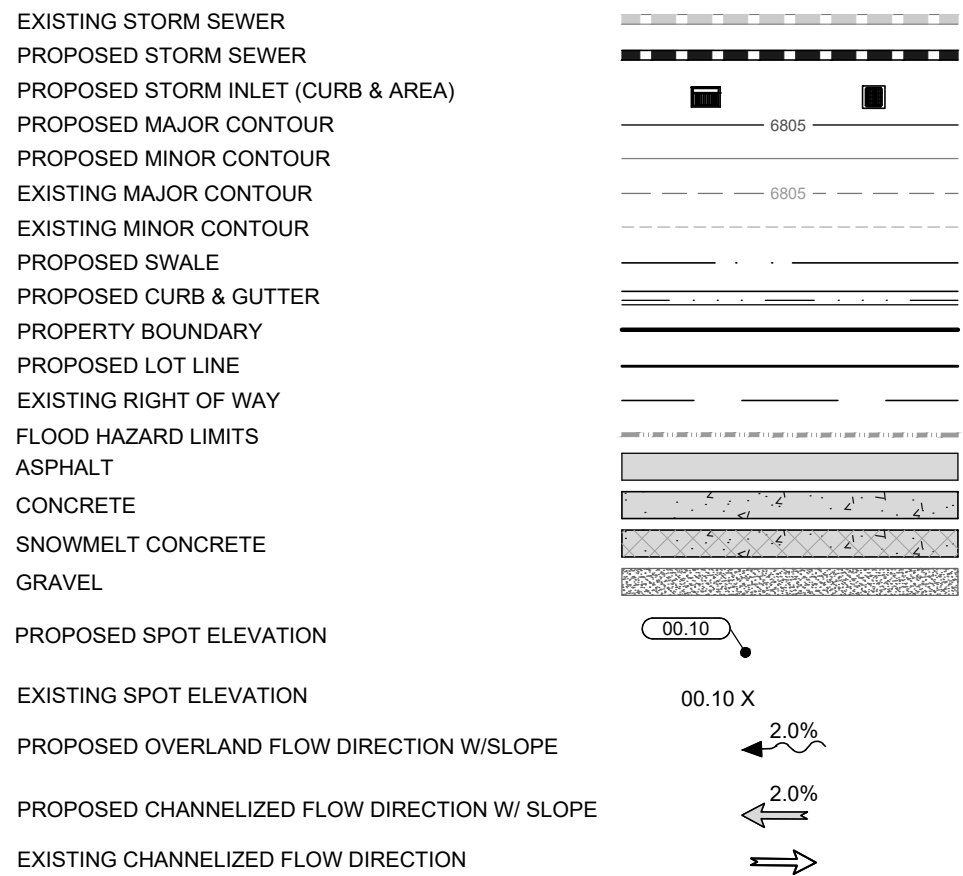 EXISTING STORM SEWER
PROPOSED STORM SEWER
PROPOSED STORM INLET (CURB & AREA)
PROPOSED MAJOR CONTOUR 6805
PROPOSED MINOR CONTOUR
EXISTING MAJOR CONTOUR 6805
EXISTING MINOR CONTOUR
PROPOSED SWALE
PROPOSED CURB & GUTTER
PROPERTY BOUNDARY
PROPOSED LOT LINE
EXISTING RIGHT OF WAY
FLOOD HAZARD LIMITS
ASPHALT
CONCRETE
SNOWMELT CONCRETE
GRAVEL
PROPOSED SPOT ELEVATION 00.10
EXISTING SPOT ELEVATION 00.10 X
PROPOSED OVERLAND FLOW DIRECTION W/SLOPE 2.0%
PROPOSED CHANNELIZED FLOW DIRECTION W/ SLOPE 2.0%
EXISTING CHANNELIZED FLOW DIRECTION